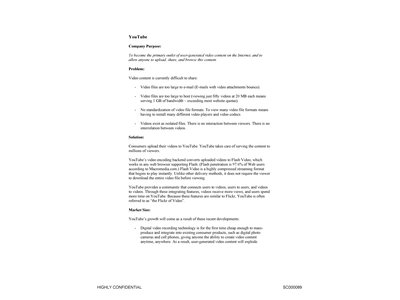 YouTube
Company Purpose:
To become the primary outlet of user-generated video content on the Internet, and to
allow anyone to upload, share, and browse this content
Problem:
Video content is currently difficult to share:
- Video files are too large to e-mail (E-mails with video attachments bounce)
- Video files are too large to host (viewing just fifty videos at 20 MB each means
serving 1 GB of bandwidth – exceeding most website quotas)
- No standardization of video file formats. To view many video file formats means
having to install many different video players and video codecs
- Videos exist as isolated files. There is no interaction between viewers. There is no
interrelation between videos
Solution:
Consumers upload their videos to YouTube. YouTube takes care of serving the content to
millions of viewers.
YouTube's video encoding backend converts uploaded videos to Flash Video, which
works in any web browser supporting Flash. (Flash penetration is 97.6% of Web users
according to Macromedia.com.) Flash Video is a highly compressed streaming format
that begins to play instantly. Unlike other delivery methods, it does not require the viewer
to download the entire video file before viewing.
YouTube provides a community that connects users to videos, users to users, and videos
to videos. Through these integrating features, videos receive more views, and users spend
more time on YouTube. Because these features are similar to Flickr, YouTube is often
referred to as "the Flickr of Video".
Market Size:
YouTube's growth will come as a result of these recent developments:
- Digital video recording technology is for the first time cheap enough to mass-
produce and integrate into existing consumer products, such as digital photo
cameras and cell phones, giving anyone the ability to create video content
anytime, anywhere. As a result, user-generated video content will explode.
HIGHLY CONFIDENTIAL
SC000086